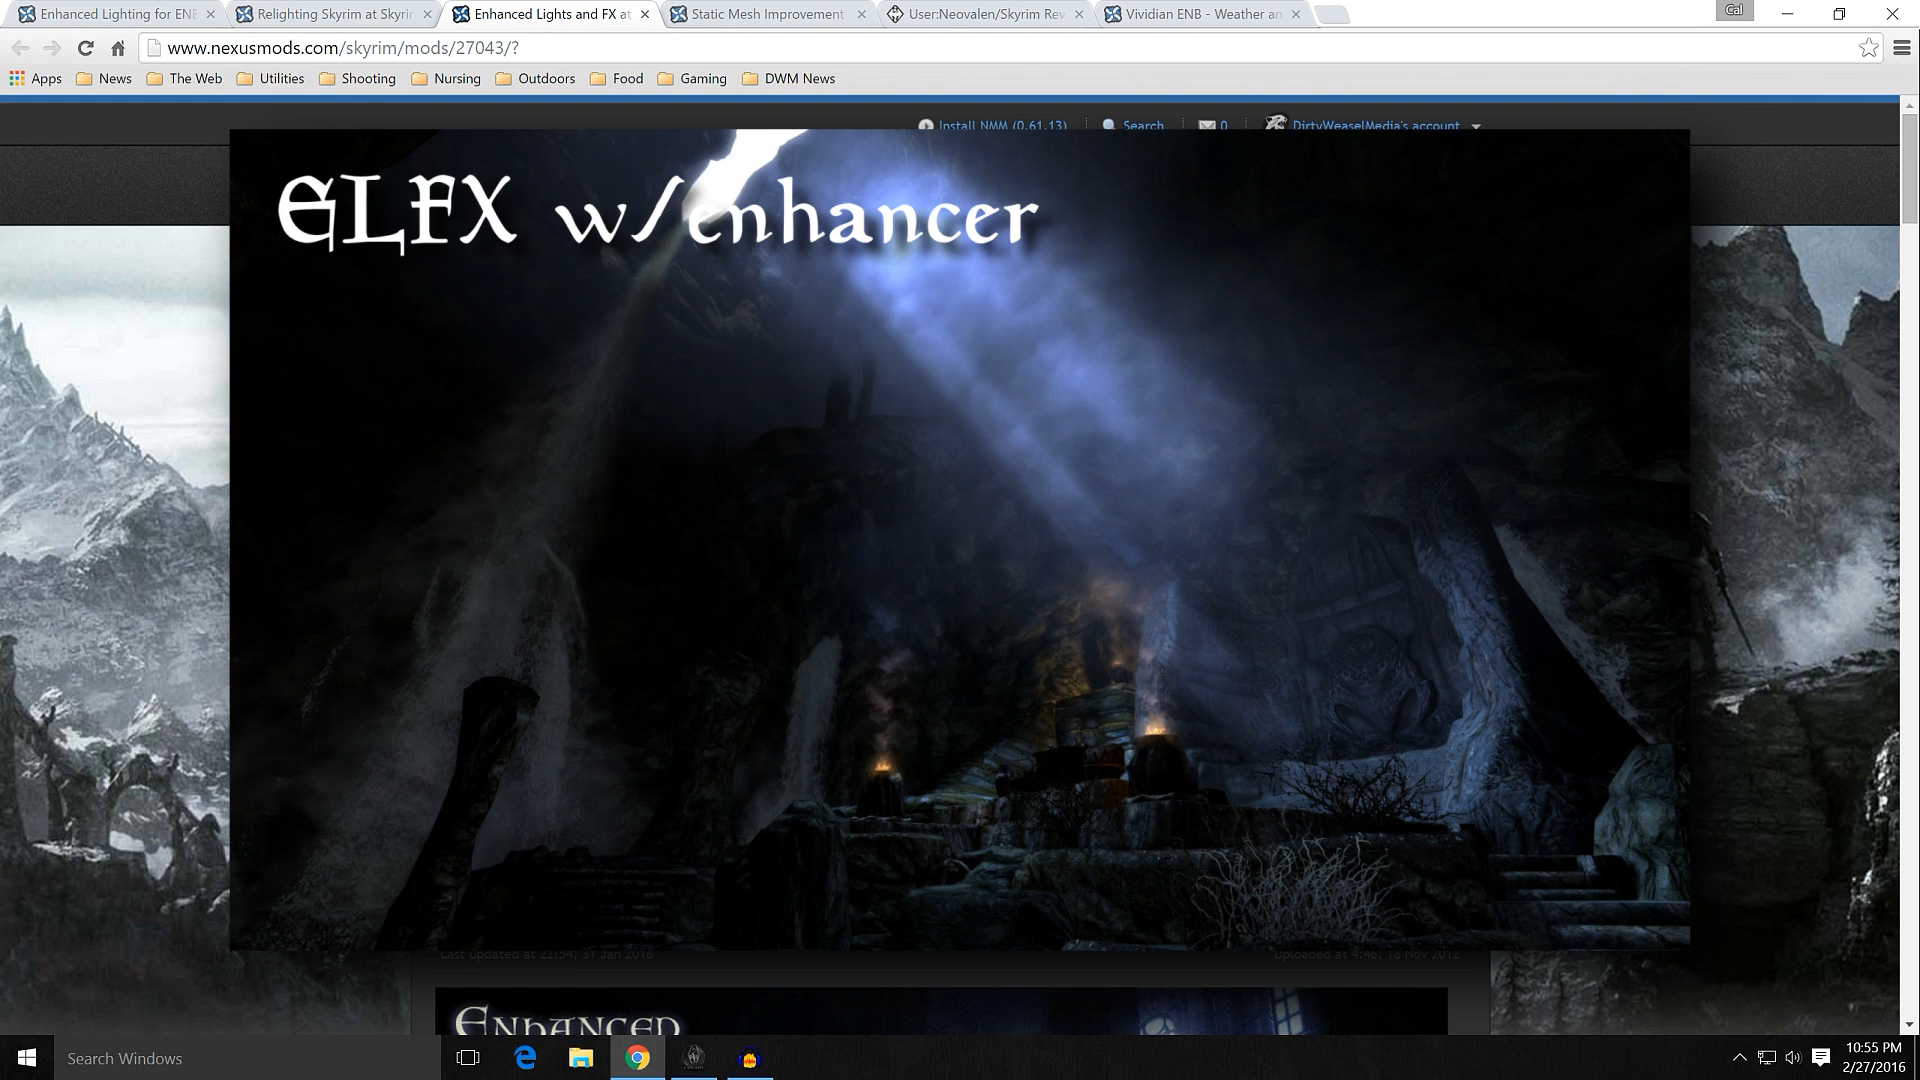 Enhanced Lighting for ENB
Relighting Skyrim at Skyrim
Enhanced Lights and FX at
Static Mesh Improvement
User:Neovalen/Skyrim Rev
Vividian ENB - Weather an
Cal
www.nexusmods.com/skyrim/mods/27043/?
Apps
News
The Web
Utilities
Shooting
Nursing
Outdoors
Food
Gaming
DWM News
Install NMM (0.61.13)
Search
0
DirtyWeaselMedia's account
ELFX w/enhancer
Last updated at 22:54, 31 Jan 2016
Uploaded at 4:46, 18 Nov 2012
Enhanced
Search Windows
10:55 PM
2/27/2016